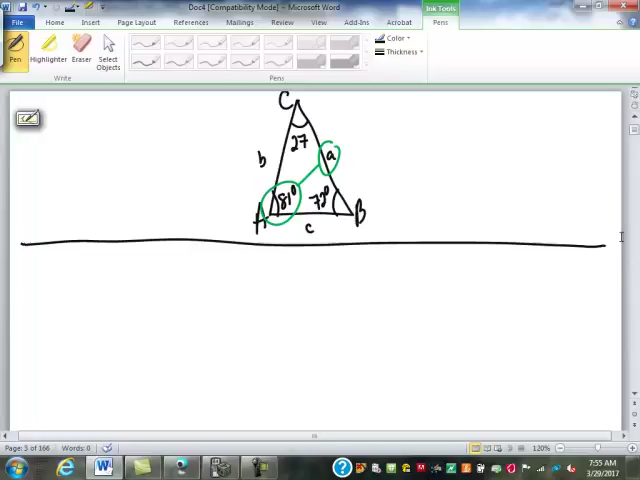 Doc4 [Compatibility Mode] - Microsoft Word
Ink Tools
File Home Insert Page Layout References Mailings Review View Add-Ins Acrobat Pens
Pen Highlighter Eraser Select Objects
Color
Thickness
Write
Pens
C
27
b a
81° 72°
A B
c
Page: 5 of 166 Words: 0 120%
7:55 AM
3/29/2017